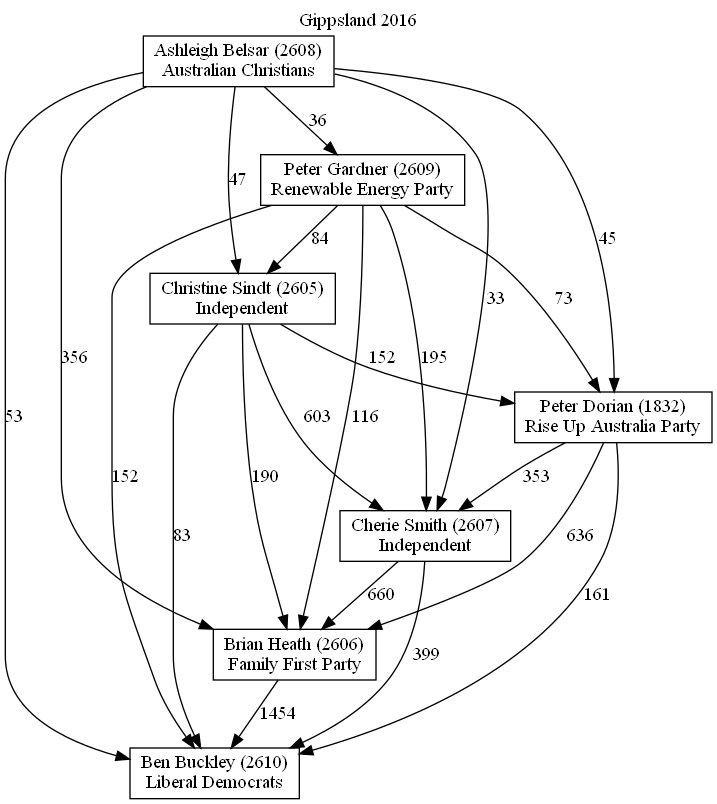 Gippsland 2016
Ashleigh Belsar (2608)
Australian Christians
36
Peter Gardner (2609)
Renewable Energy Party
47
84
45
Christine Sindt (2605)
Independent
33
73
356
152
195
53
603
116
Peter Dorian (1832)
Rise Up Australia Party
152
190
353
83
Cherie Smith (2607)
Independent
636
660
161
Brian Heath (2606)
Family First Party
399
1454
Ben Buckley (2610)
Liberal Democrats